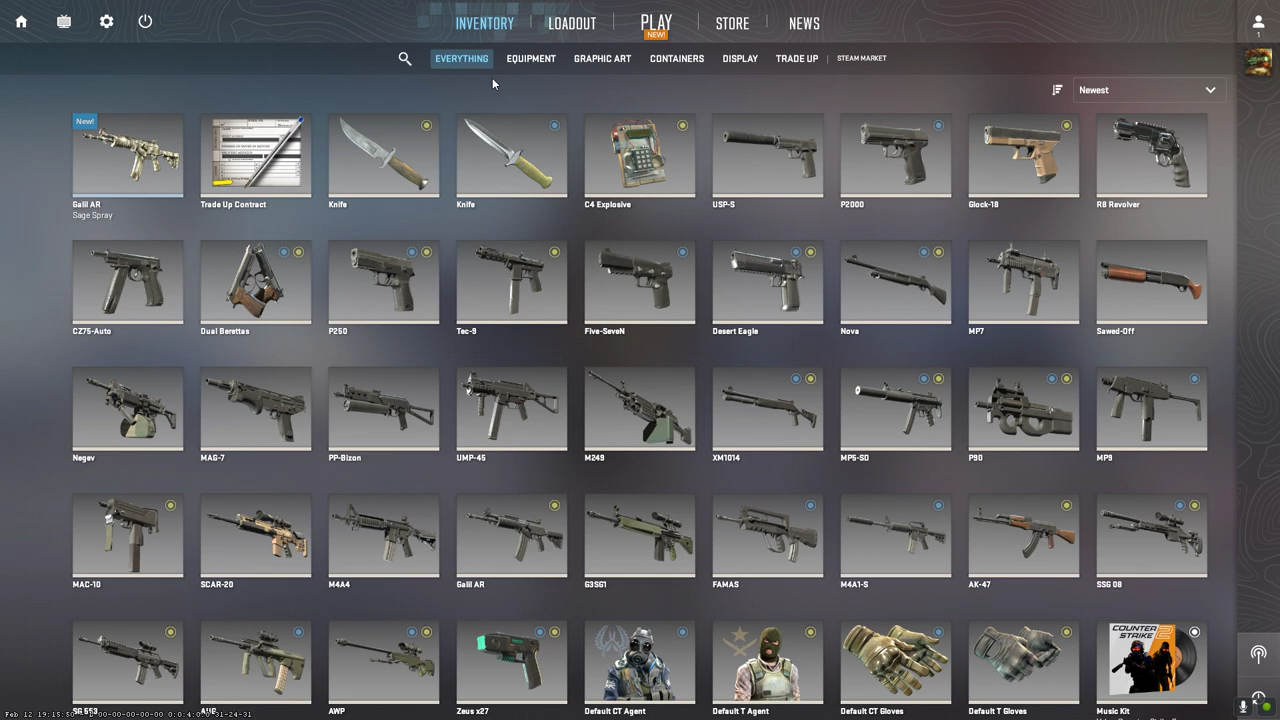 INVENTORY
LOADOUT
PLAY
NEW!
STORE
NEWS
1
EVERYTHING
EQUIPMENT
GRAPHIC ART
CONTAINERS
DISPLAY
TRADE UP
STEAM MARKET
Newest
New!
Galil AR
Sage Spray
Trade Up Contract
Knife
Knife
C4 Explosive
USP-S
P2000
Glock-18
R8 Revolver
CZ75-Auto
Dual Berettas
P250
Tec-9
Five-SeveN
Desert Eagle
Nova
MP7
Sawed-Off
Negev
MAG-7
PP-Bizon
UMP-45
M249
XM1014
MP5-SD
P90
MP9
MAC-10
SCAR-20
M4A4
Galil AR
G3SG1
FAMAS
M4A1-S
AK-47
SSG 08
COUNTER
STRIKE 2
SG 553
AUG
AWP
Zeus x27
Default CT Agent
Default T Agent
Default CT Gloves
Default T Gloves
Music Kit